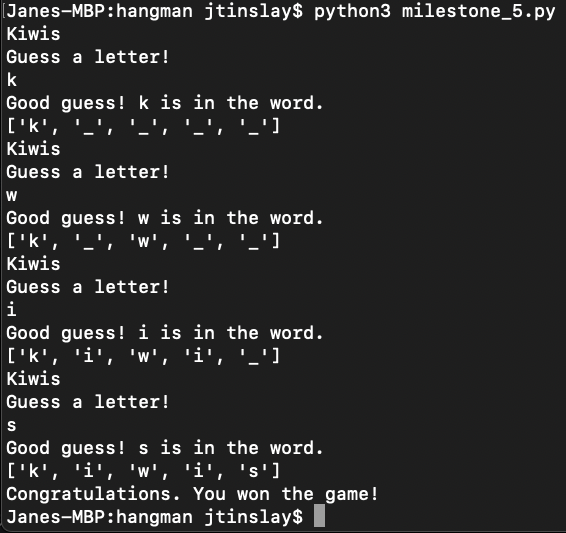 Janes-MBP:hangman jtinslay$ python3 milestone_5.py
Kiwis
Guess a letter!
k
Good guess! k is in the word.
['k', '_', '_', '_', '_']
Kiwis
Guess a letter!
w
Good guess! w is in the word.
['k', '_', 'w', '_', '_']
Kiwis
Guess a letter!
i
Good guess! i is in the word.
['k', 'i', 'w', 'i', '_']
Kiwis
Guess a letter!
s
Good guess! s is in the word.
['k', 'i', 'w', 'i', 's']
Congratulations. You won the game!
Janes-MBP:hangman jtinslay$